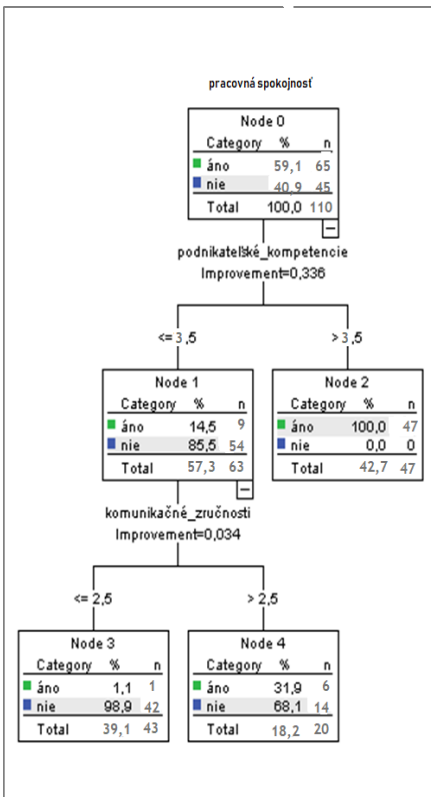 pracovná spokojnosť
Node 0
Category % n
áno 59,1 65
nie 40,9 45
Total 100,0 110
podnikateľské_kompetencie
Improvement=0,336
<= 3,5
> 3,5
Node 1
Category % n
áno 14,5 9
nie 85,5 54
Total 57,3 63
Node 2
Category % n
áno 100,0 47
nie 0,0 0
Total 42,7 47
komunikačné_zručnosti
Improvement=0,034
<= 2,5
> 2,5
Node 3
Category % n
áno 1,1 1
nie 98,9 42
Total 39,1 43
Node 4
Category % n
áno 31,9 6
nie 68,1 14
Total 18,2 20